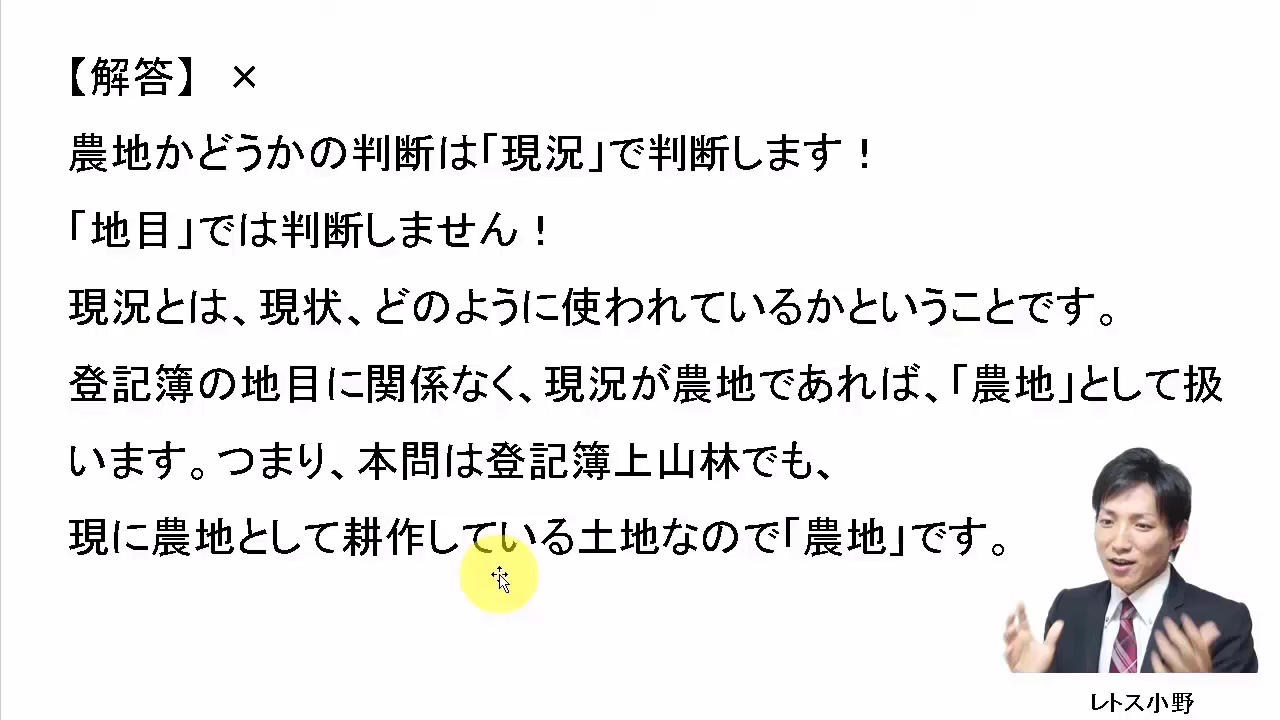 【解答】 ×
農地かどうかの判断は「現況」で判断します！
「地目」では判断しません！
現況とは、現状、どのように使われているかということです。
登記簿の地目に関係なく、現況が農地であれば、「農地」として扱
います。つまり、本問は登記簿上山林でも、
現に農地として耕作している土地なので「農地」です。
レトス小野